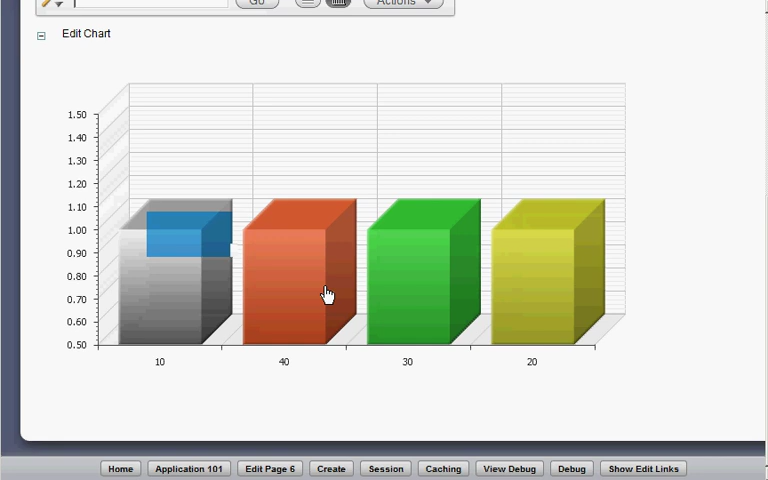 Go Actions
Edit Chart
1.50
1.40
1.30
1.20
1.10
1.00
0.90
0.80
0.70
0.60
0.50
10 40 30 20
Home Application 101 Edit Page 6 Create Session Caching View Debug Debug Show Edit Links